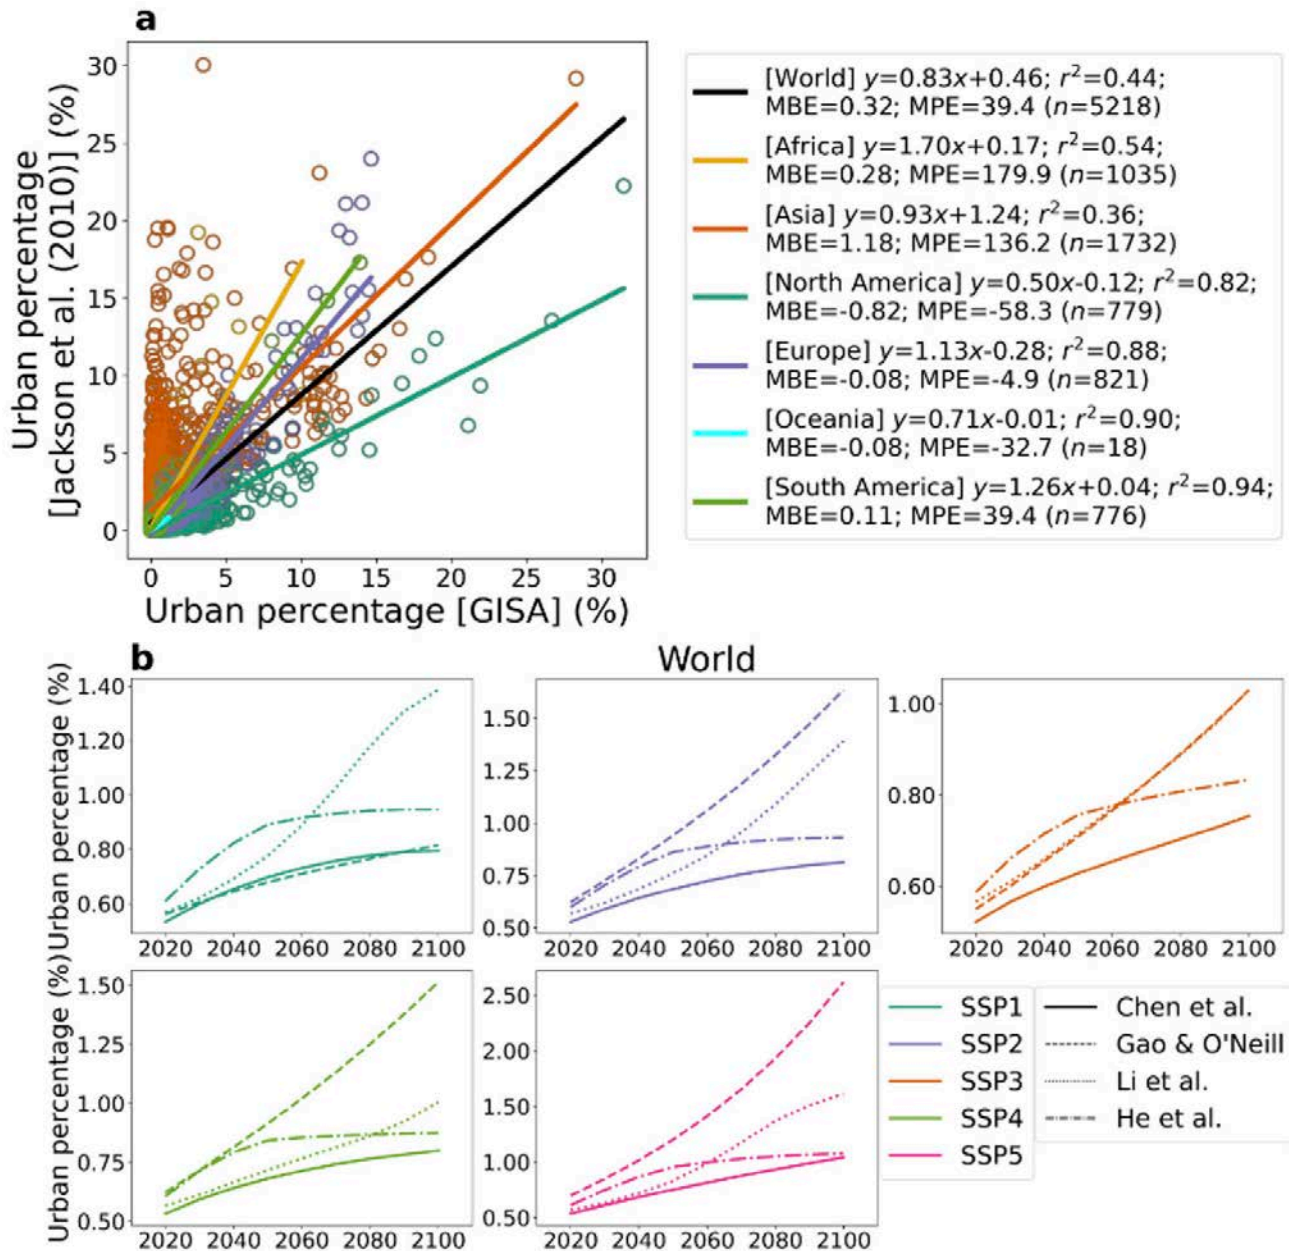 a
Urban percentage
[Jackson et al. (2010)] (%)
30
25
20
15
10
5
0
0 5 10 15 20 25 30
Urban percentage [GISA] (%)
[World] y=0.83x+0.46; r²=0.44;
MBE=0.32; MPE=39.4 (n=5218)
[Africa] y=1.70x+0.17; r²=0.54;
MBE=0.28; MPE=179.9 (n=1035)
[Asia] y=0.93x+1.24; r²=0.36;
MBE=1.18; MPE=136.2 (n=1732)
[North America] y=0.50x-0.12; r²=0.82;
MBE=-0.82; MPE=-58.3 (n=779)
[Europe] y=1.13x-0.28; r²=0.88;
MBE=-0.08; MPE=-4.9 (n=821)
[Oceania] y=0.71x-0.01; r²=0.90;
MBE=-0.08; MPE=-32.7 (n=18)
[South America] y=1.26x+0.04; r²=0.94;
MBE=0.11; MPE=39.4 (n=776)
b
World
Urban percentage (%)
1.40
1.20
1.00
0.80
0.60
2020 2040 2060 2080 2100
1.50
1.25
1.00
0.75
0.50
2020 2040 2060 2080 2100
1.00
0.80
0.60
2020 2040 2060 2080 2100
Urban percentage (%)
1.50
1.25
1.00
0.75
0.50
2020 2040 2060 2080 2100
2.50
2.00
1.50
1.00
0.50
2020 2040 2060 2080 2100
SSP1
SSP2
SSP3
SSP4
SSP5
Chen et al.
Gao & O'Neill
Li et al.
He et al.